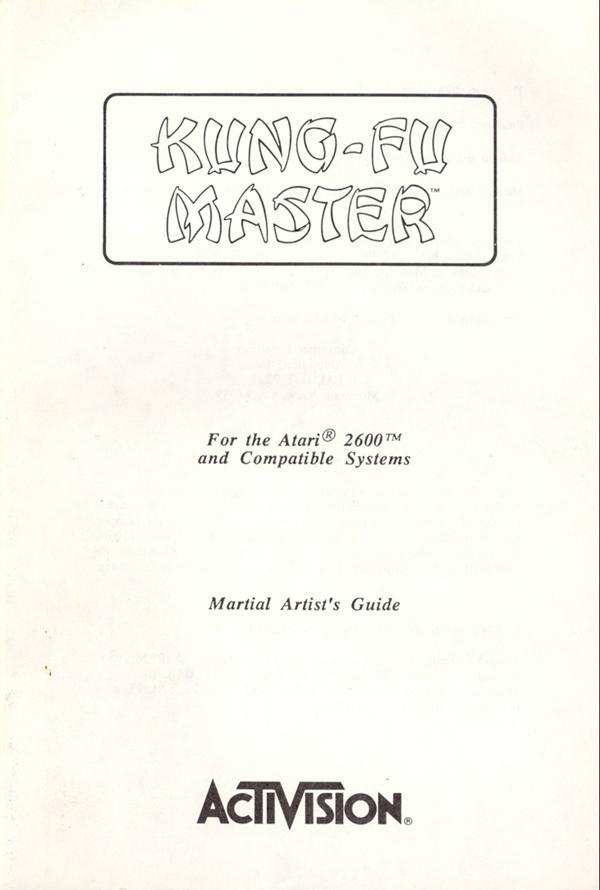 KUNG-FU
MASTER™
For the Atari® 2600™
and Compatible Systems
Martial Artist's Guide
ACTIVISION®